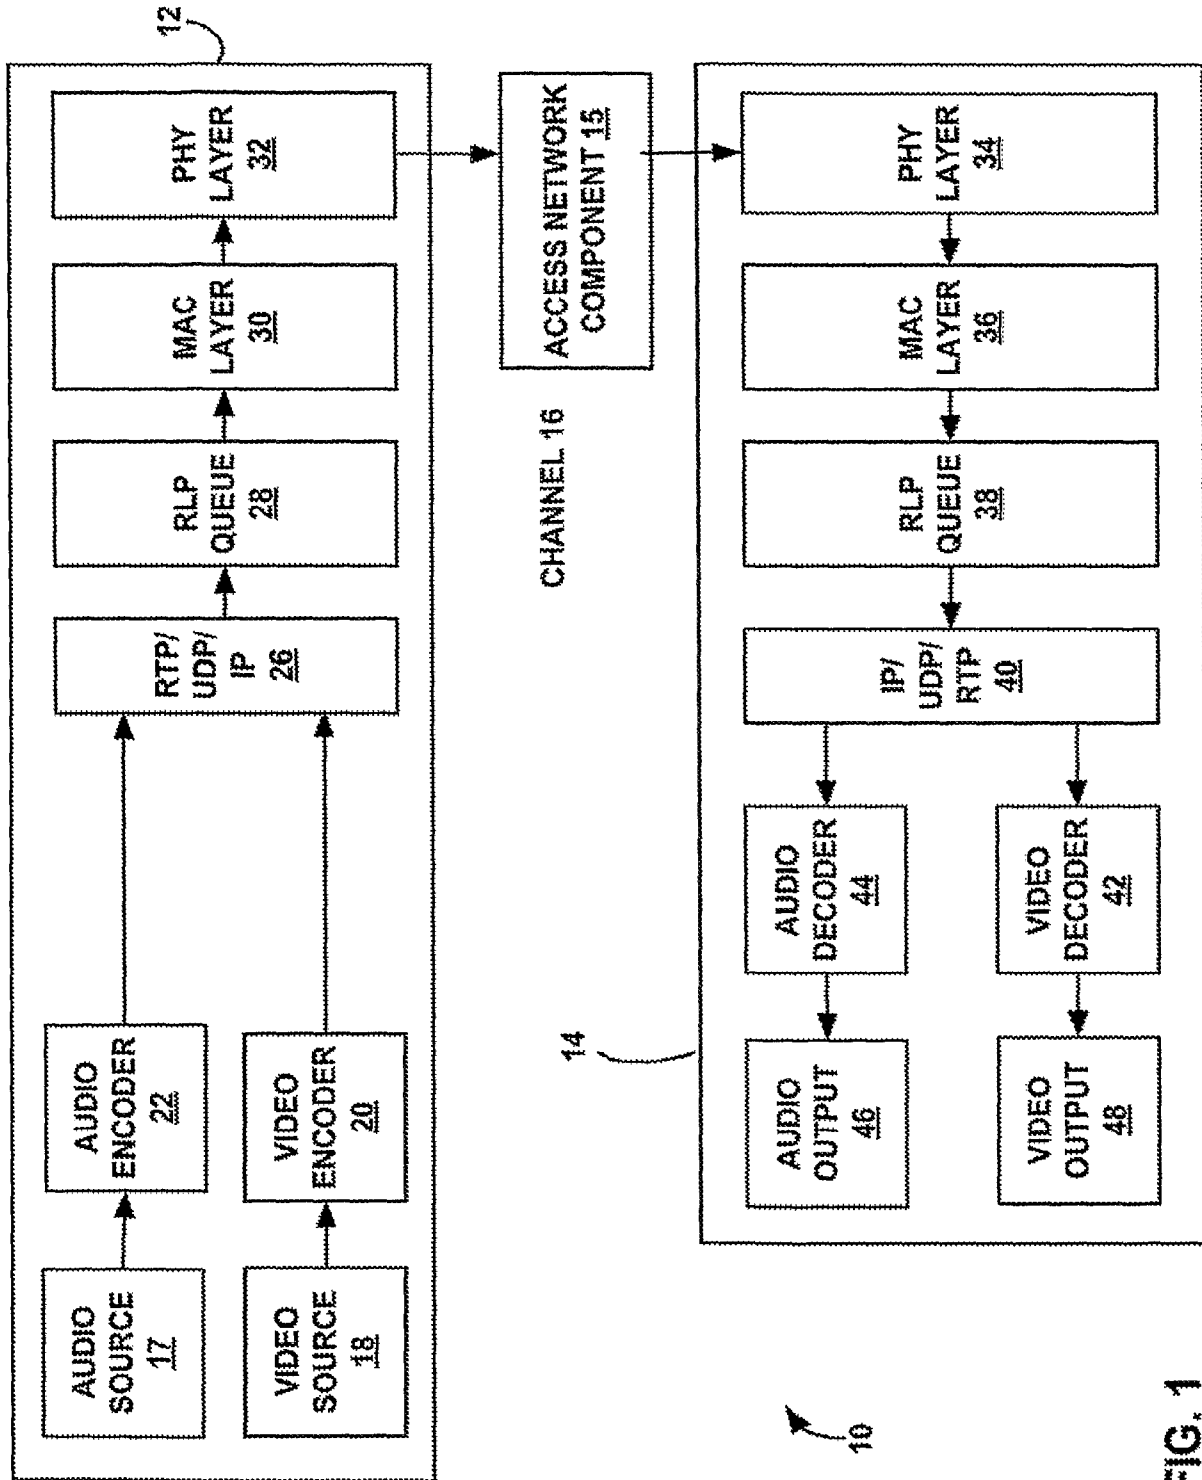 12
AUDIO
SOURCE
17
AUDIO
ENCODER
22
VIDEO
SOURCE
18
VIDEO
ENCODER
20
RTP/
UDP/
IP
26
RLP
QUEUE
28
MAC
LAYER
30
PHY
LAYER
32
CHANNEL 16
ACCESS NETWORK
COMPONENT 15
14
AUDIO
OUTPUT
46
AUDIO
DECODER
44
VIDEO
OUTPUT
48
VIDEO
DECODER
42
IP/
UDP/
RTP
40
RLP
QUEUE
38
MAC
LAYER
36
PHY
LAYER
34
10
FIG. 1